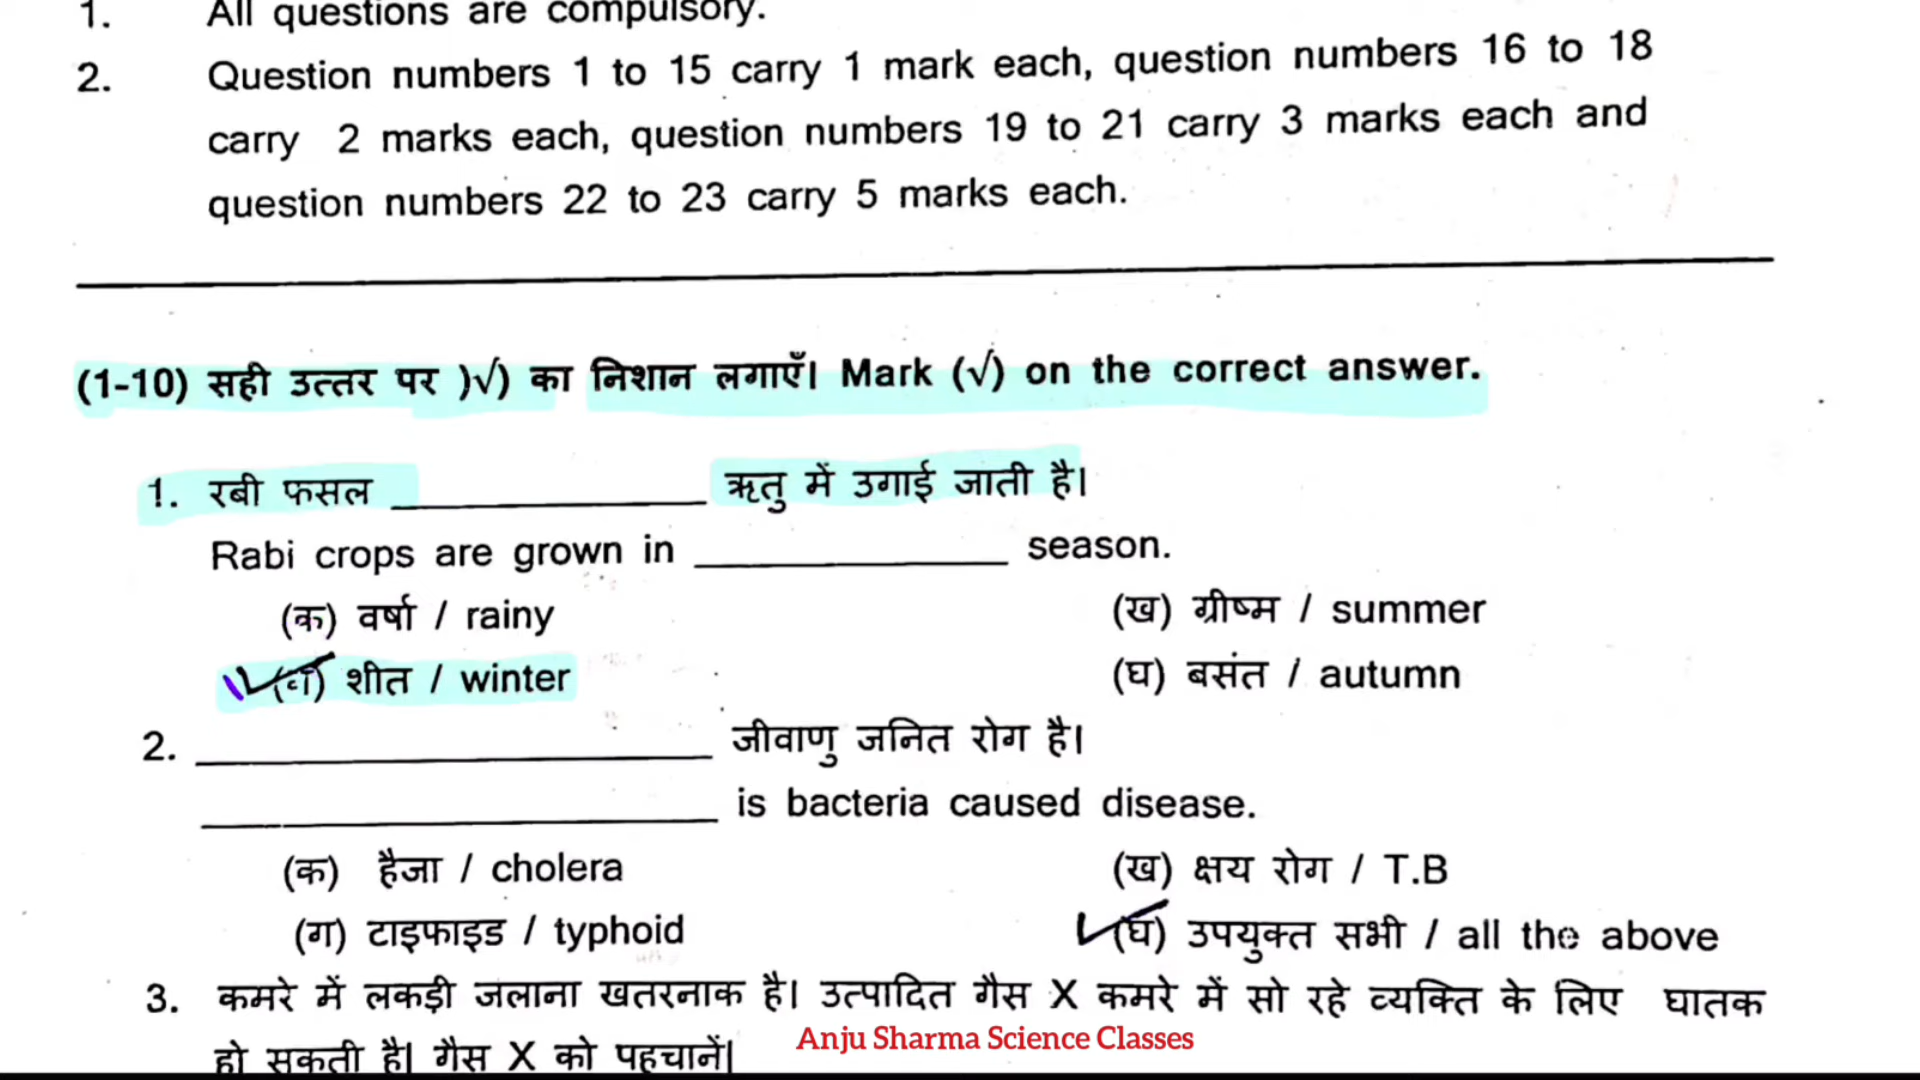 1. All questions are compulsory.
2. Question numbers 1 to 15 carry 1 mark each, question numbers 16 to 18
carry 2 marks each, question numbers 19 to 21 carry 3 marks each and
question numbers 22 to 23 carry 5 marks each.
(1-10) सही उत्तर पर )√) का निशान लगाएँ। Mark (√) on the correct answer.
1. रबी फसल ____________ ऋतु में उगाई जाती है।
Rabi crops are grown in ____________ season.
(क) वर्षा / rainy (ख) ग्रीष्म / summer
(ग) शीत / winter (घ) बसंत / autumn
2. ____________ जीवाणु जनित रोग है।
____________ is bacteria caused disease.
(क) हैजा / cholera (ख) क्षय रोग / T.B
(ग) टाइफाइड / typhoid (घ) उपयुक्त सभी / all the above
3. कमरे में लकड़ी जलाना खतरनाक है। उत्पादित गैस X कमरे में सो रहे व्यक्ति के लिए घातक
हो सकती है। गैस X को पहचानें।
Anju Sharma Science Classes